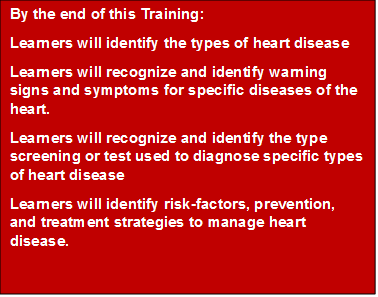 By the end of this Training:
Learners will identify the types of heart disease
Learners will recognize and identify warning
signs and symptoms for specific diseases of the
heart.
Learners will recognize and identify the type
screening or test used to diagnose specific types
of heart disease
Learners will identify risk-factors, prevention,
and treatment strategies to manage heart
disease.